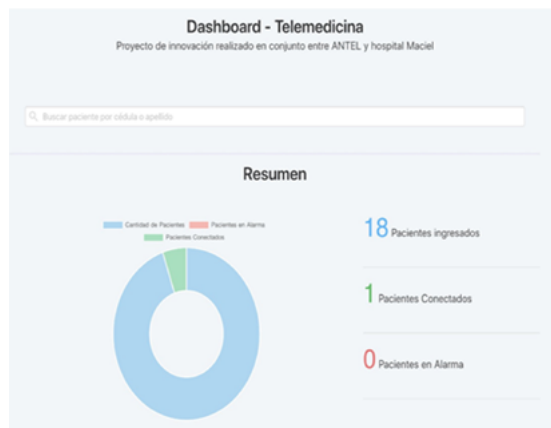 Dashboard - Telemedicina
Proyecto de innovación realizado en conjunto entre ANTEL y hospital Maciel
Buscar paciente por cédula o apellido
Resumen
Cantidad de Pacientes Pacientes en Alarma
Pacientes Conectados
18 Pacientes ingresados
1 Pacientes Conectados
0 Pacientes en Alarma